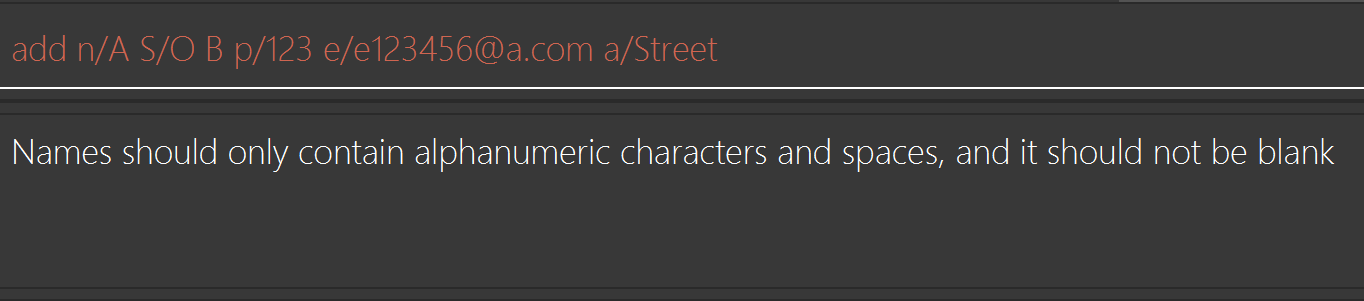 add n/A S/O B p/123 e/e123456@a.com a/Street
Names should only contain alphanumeric characters and spaces, and it should not be blank